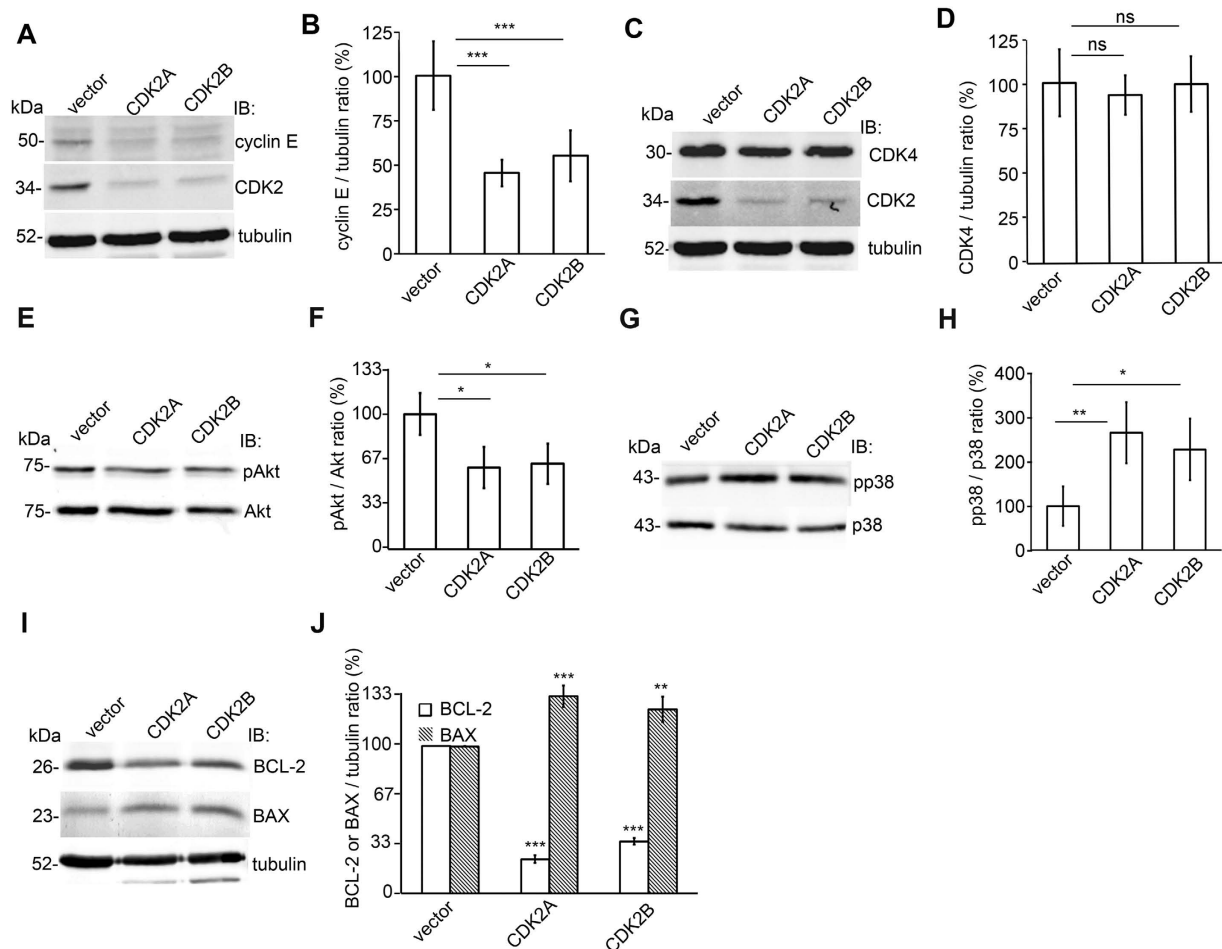 A
kDa
vector
CDK2A
CDK2B
IB:
50-
cyclin E
34-
CDK2
52-
tubulin
B
cyclin E / tubulin ratio (%)
125
100
75
50
25
0
***
***
vector
CDK2A
CDK2B
C
kDa
vector
CDK2A
CDK2B
IB:
30-
CDK4
34-
CDK2
52-
tubulin
D
CDK4 / tubulin ratio (%)
125
100
75
50
25
0
ns
ns
vector
CDK2A
CDK2B
E
kDa
vector
CDK2A
CDK2B
IB:
75-
pAkt
75-
Akt
F
pAkt / Akt ratio (%)
133
100
67
33
0
*
*
vector
CDK2A
CDK2B
G
kDa
vector
CDK2A
CDK2B
IB:
43-
pp38
43-
p38
H
pp38 / p38 ratio (%)
400
300
200
100
0
*
**
vector
CDK2A
CDK2B
I
kDa
vector
CDK2A
CDK2B
IB:
26-
BCL-2
23-
BAX
52-
tubulin
J
BCL-2 or BAX / tubulin ratio (%)
133
100
67
33
0
BCL-2
BAX
***
***
***
**
vector
CDK2A
CDK2B